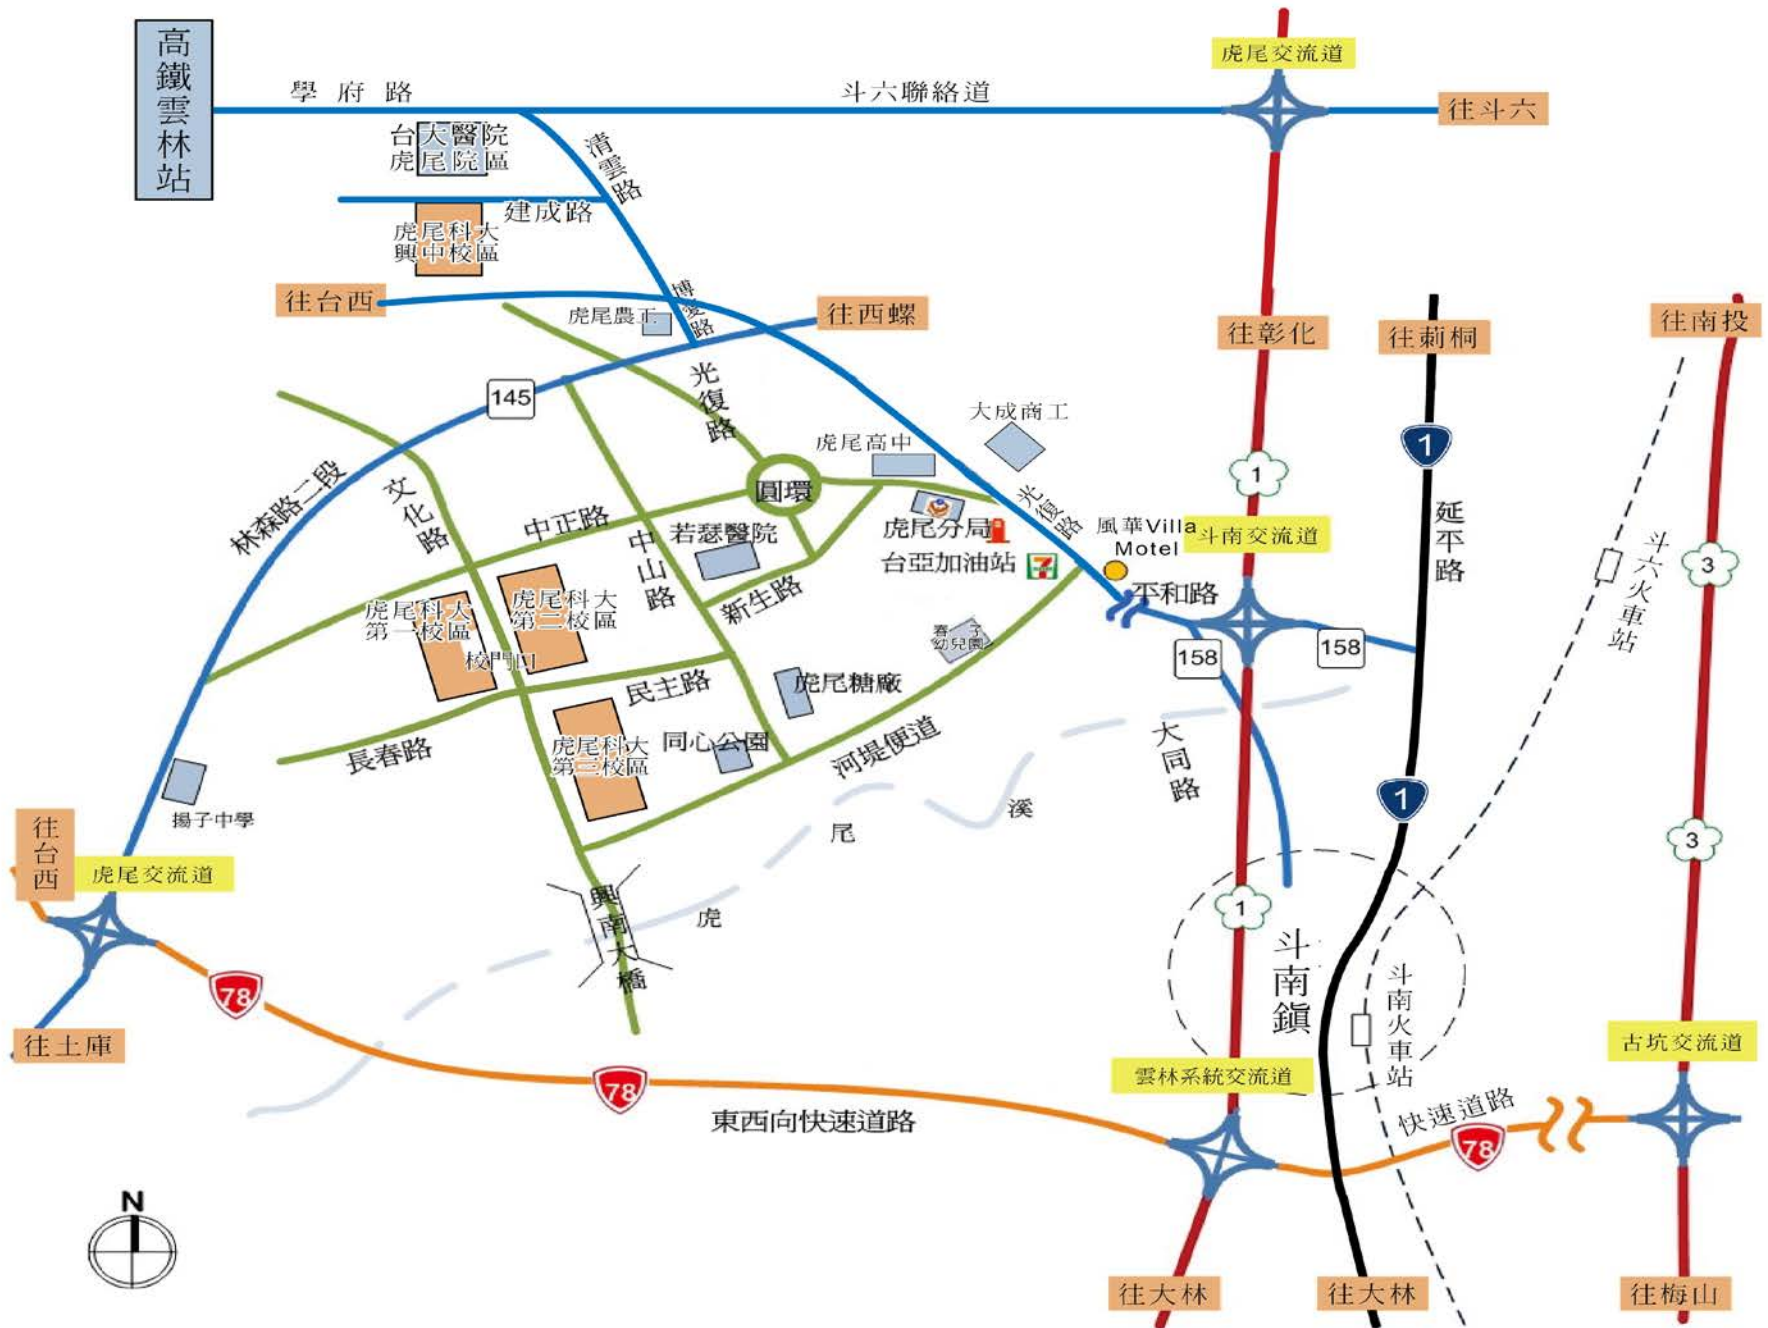 高鐵雲林站
學府路
斗六聯絡道
虎尾交流道
往斗六
台大醫院
虎尾院區
清雲路
建成路
虎尾科大
興中校區
往台西
虎尾農工
博愛路
往西螺
往彰化
往莿桐
往南投
145
光復路
大成商工
虎尾高中
1
1
林森路二段
文化路
中正路
圓環
光復路
風華Villa
Motel
斗南交流道
延平路
斗六火車站
3
若瑟醫院
中山路
虎尾分局
台亞加油站
7
新生路
平和路
虎尾科大
第一校區
虎尾科大
第二校區
校門口
幼兒園
158
158
民主路
虎尾糖廠
長春路
虎尾科大
第三校區
同心公園
河堤便道
大同路
1
揚子中學
溪
尾
虎
3
往台西
虎尾交流道
興南大橋
1
斗南鎮
斗南火車站
78
往土庫
古坑交流道
雲林系統交流道
78
東西向快速道路
快速道路
78
N
往大林
往大林
往梅山